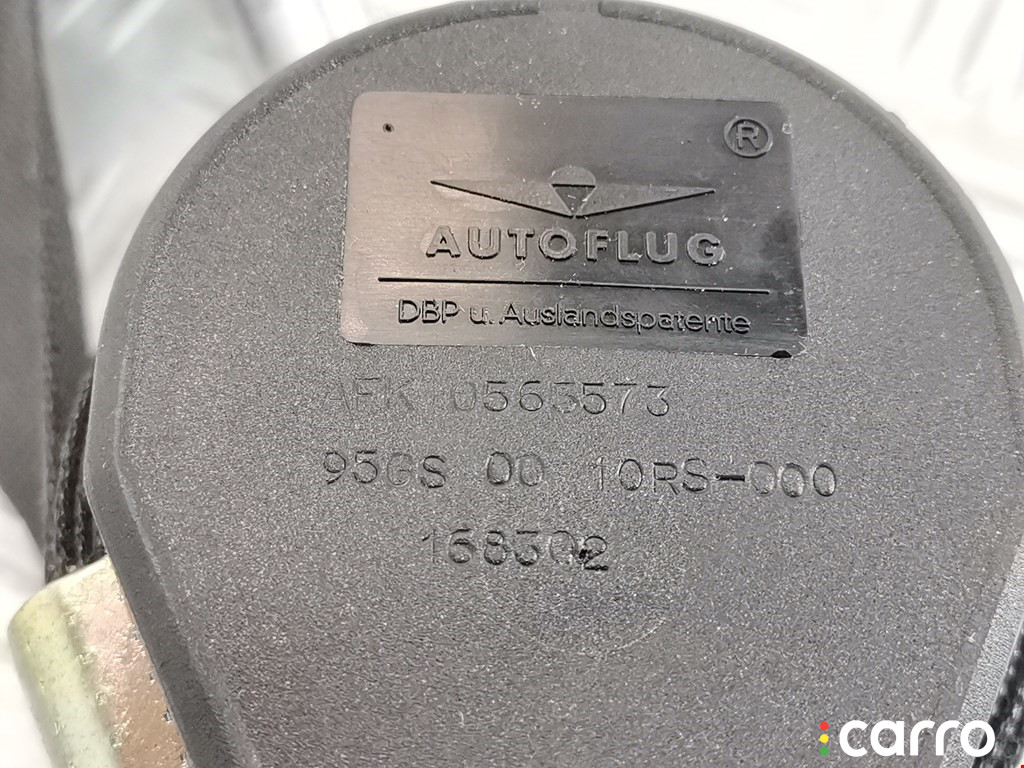 ®
AUTOFLUG
DBP u. Auslandspatente
AFK 0563573
95GS 00 10RS-000
168302
carro